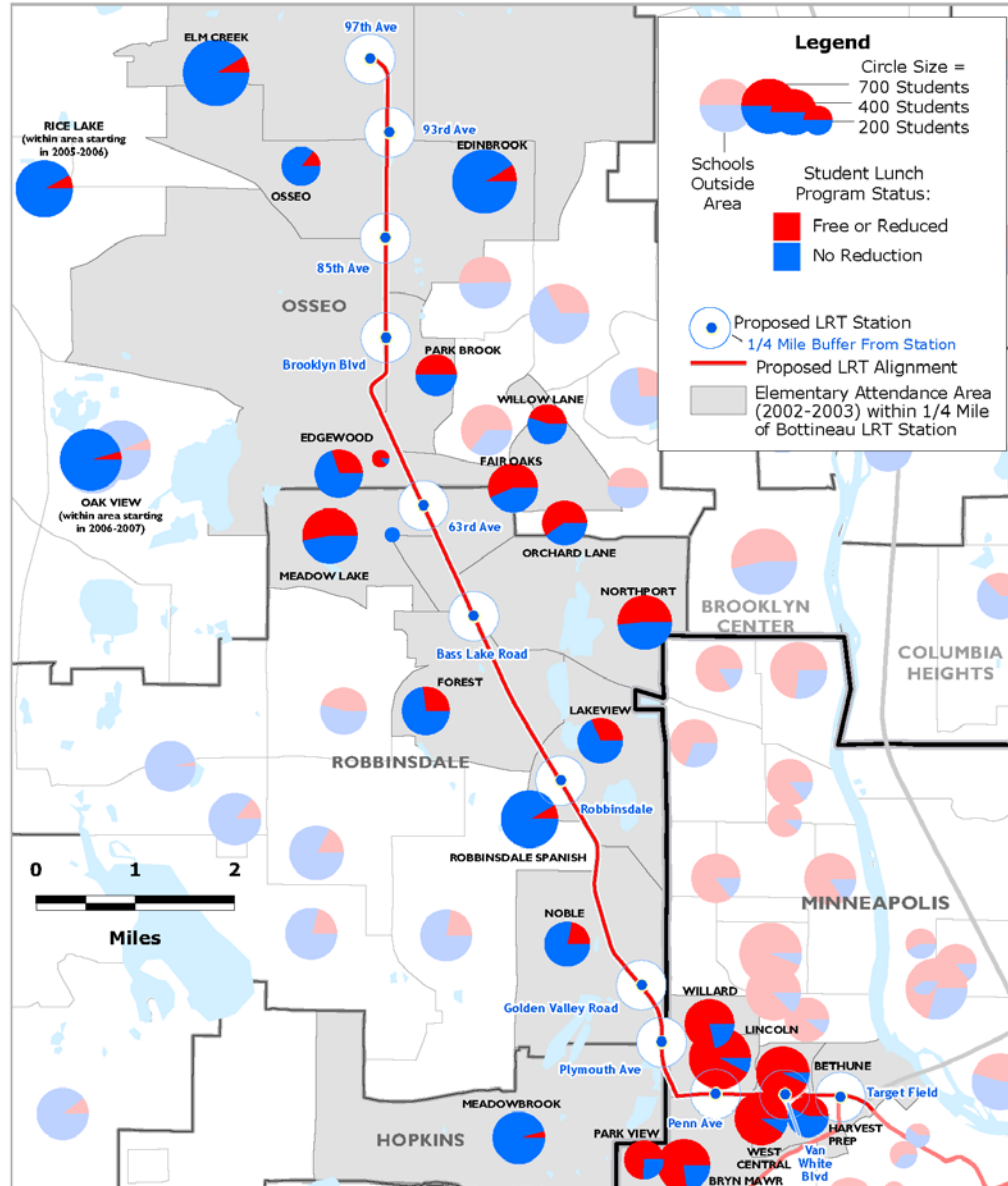 97th Ave
ELM CREEK
93rd Ave
RICE LAKE
(within area starting
in 2005-2006)
EDINBROOK
OSSEO
85th Ave
OSSEO
Brooklyn Blvd
PARK BROOK
WILLOW LANE
EDGEWOOD
FAIR OAKS
OAK VIEW
(within area starting
in 2006-2007)
63rd Ave
ORCHARD LANE
MEADOW LAKE
NORTHPORT
BROOKLYN
CENTER
Bass Lake Road
COLUMBIA
HEIGHTS
FOREST
LAKEVIEW
ROBBINSDALE
Robbinsdale
ROBBINSDALE SPANISH
0 1 2
Miles
MINNEAPOLIS
NOBLE
WILLARD
Golden Valley Road
LINCOLN
Plymouth Ave
BETHUNE
Target Field
MEADOWBROOK
Penn Ave
HOPKINS
PARK VIEW
HARVEST
PREP
WEST
CENTRAL
Van
White
Blvd
BRYN MAWR
Legend
Circle Size =
700 Students
400 Students
200 Students
Schools
Outside
Area
Student Lunch
Program Status:
Free or Reduced
No Reduction
Proposed LRT Station
1/4 Mile Buffer From Station
Proposed LRT Alignment
Elementary Attendance Area
(2002-2003) within 1/4 Mile
of Bottineau LRT Station